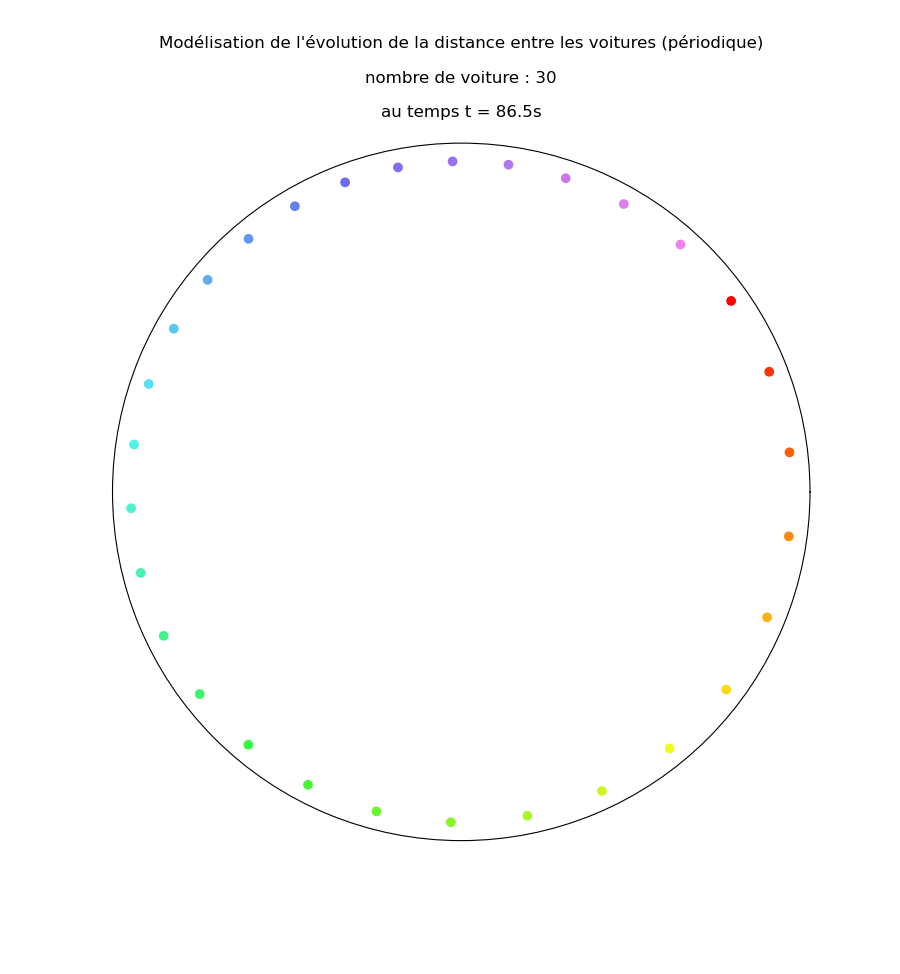 Modélisation de l'évolution de la distance entre les voitures (périodique)
nombre de voiture : 30
au temps t = 86.5s